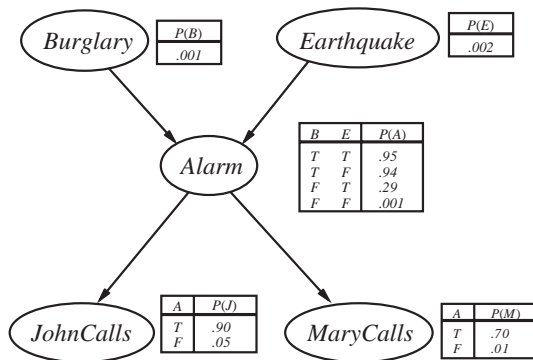 Burglary
P(B)
.001
Earthquake
P(E)
.002
Alarm
B E P(A)
T T .95
T F .94
F T .29
F F .001
JohnCalls
A P(J)
T .90
F .05
MaryCalls
A P(M)
T .70
F .01